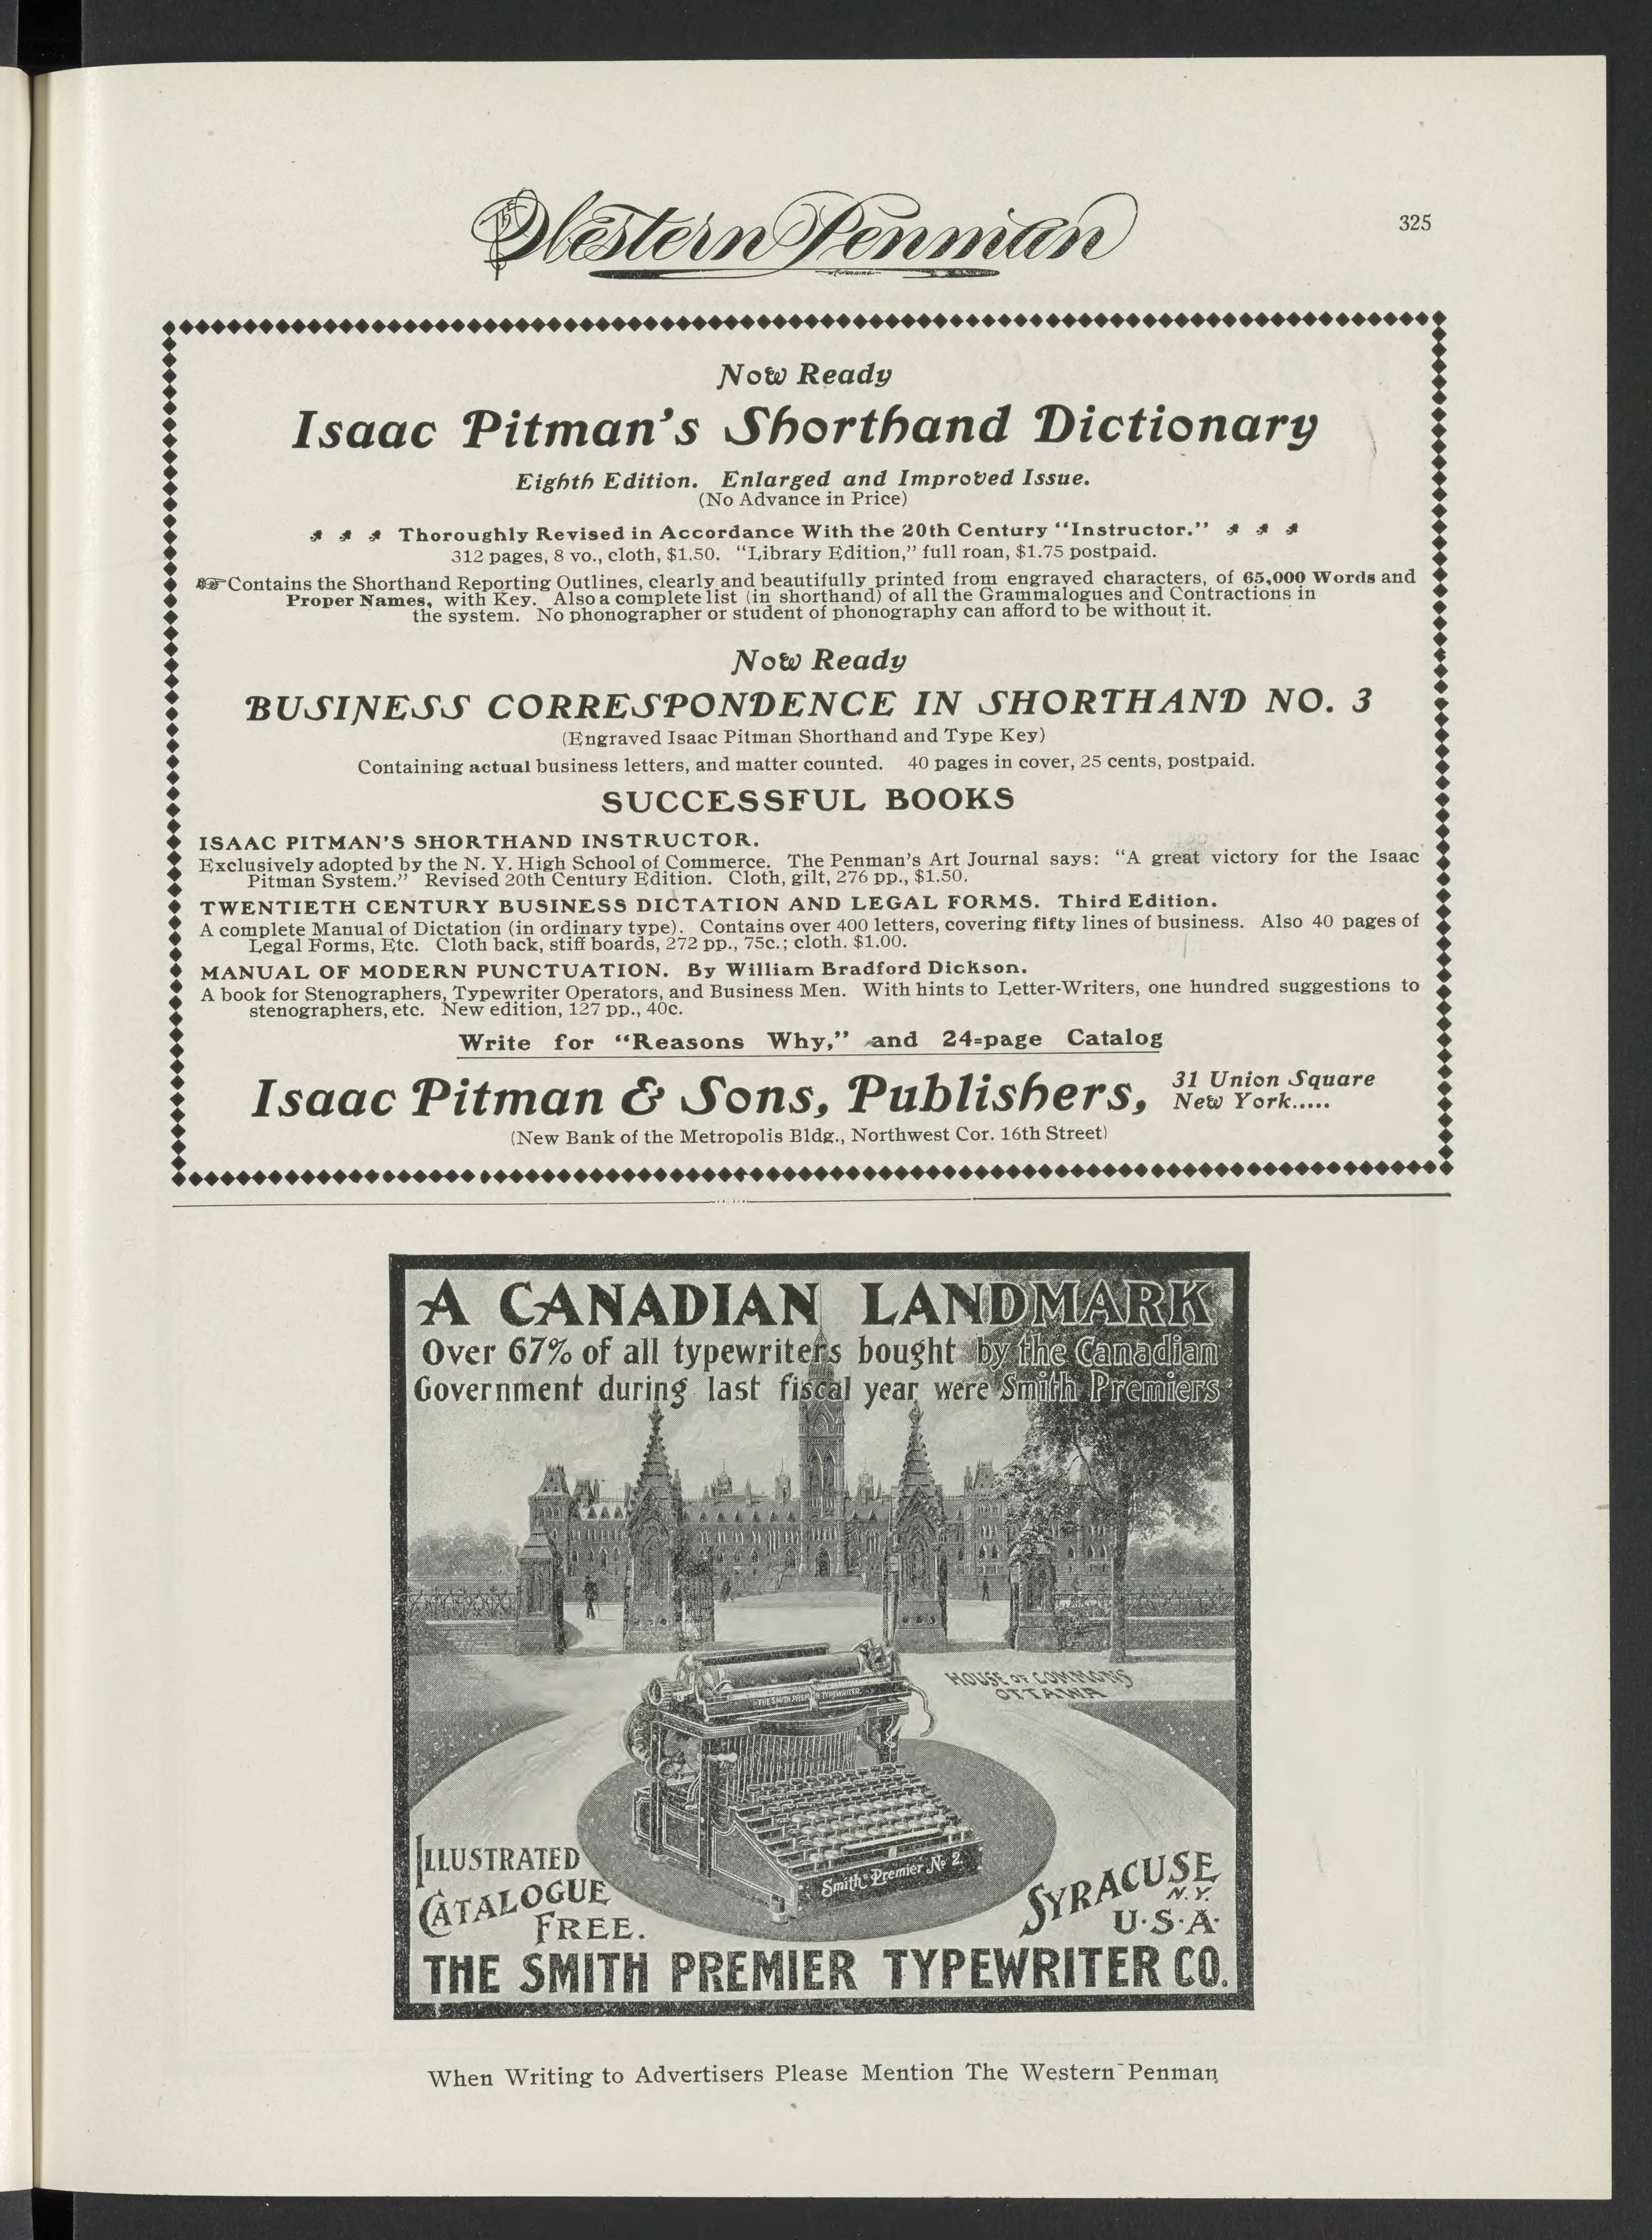 Western Penman
325
Now Ready
Isaac Pitman's Shorthand Dictionary
Eighth Edition. Enlarged and Improved Issue.
(No Advance in Price)
Thoroughly Revised in Accordance With the 20th Century "Instructor."
312 pages, 8 vo., cloth, $1.50. "Library Edition," full roan, $1.75 postpaid.
Contains the Shorthand Reporting Outlines, clearly and beautifully printed from engraved characters, of 65,000 Words and
Proper Names, with Key. Also a complete list (in shorthand) of all the Grammalogues and Contractions in
the system. No phonographer or student of phonography can afford to be without it.
Now Ready
BUSINESS CORRESPONDENCE IN SHORTHAND NO. 3
(Engraved Isaac Pitman Shorthand and Type Key)
Containing actual business letters, and matter counted. 40 pages in cover, 25 cents, postpaid.
SUCCESSFUL BOOKS
ISAAC PITMAN'S SHORTHAND INSTRUCTOR.
Exclusively adopted by the N. Y. High School of Commerce. The Penman's Art Journal says: "A great victory for the Isaac
Pitman System." Revised 20th Century Edition. Cloth, gilt, 276 pp., $1.50.
TWENTIETH CENTURY BUSINESS DICTATION AND LEGAL FORMS. Third Edition.
A complete Manual of Dictation (in ordinary type). Contains over 400 letters, covering fifty lines of business. Also 40 pages of
Legal Forms, Etc. Cloth back, stiff boards, 272 pp., 75c.; cloth. $1.00.
MANUAL OF MODERN PUNCTUATION. By William Bradford Dickson.
A book for Stenographers, Typewriter Operators, and Business Men. With hints to Letter-Writers, one hundred suggestions to
stenographers, etc. New edition, 127 pp., 40c.
Write for "Reasons Why," and 24=page Catalog
Isaac Pitman & Sons, Publishers,
31 Union Square
New York.....
(New Bank of the Metropolis Bldg., Northwest Cor. 16th Street)
A CANADIAN LANDMARK
Over 67% of all typewriters bought by the Canadian
Government during last fiscal year were Smith Premiers
HOUSE OF COMMONS
OTTAWA
THE SMITH PREMIER TYPEWRITER
Smith Premier No 2.
ILLUSTRATED
CATALOGUE
FREE.
SYRACUSE
N.Y.
U.S.A.
THE SMITH PREMIER TYPEWRITER CO.
When Writing to Advertisers Please Mention The Western Penman